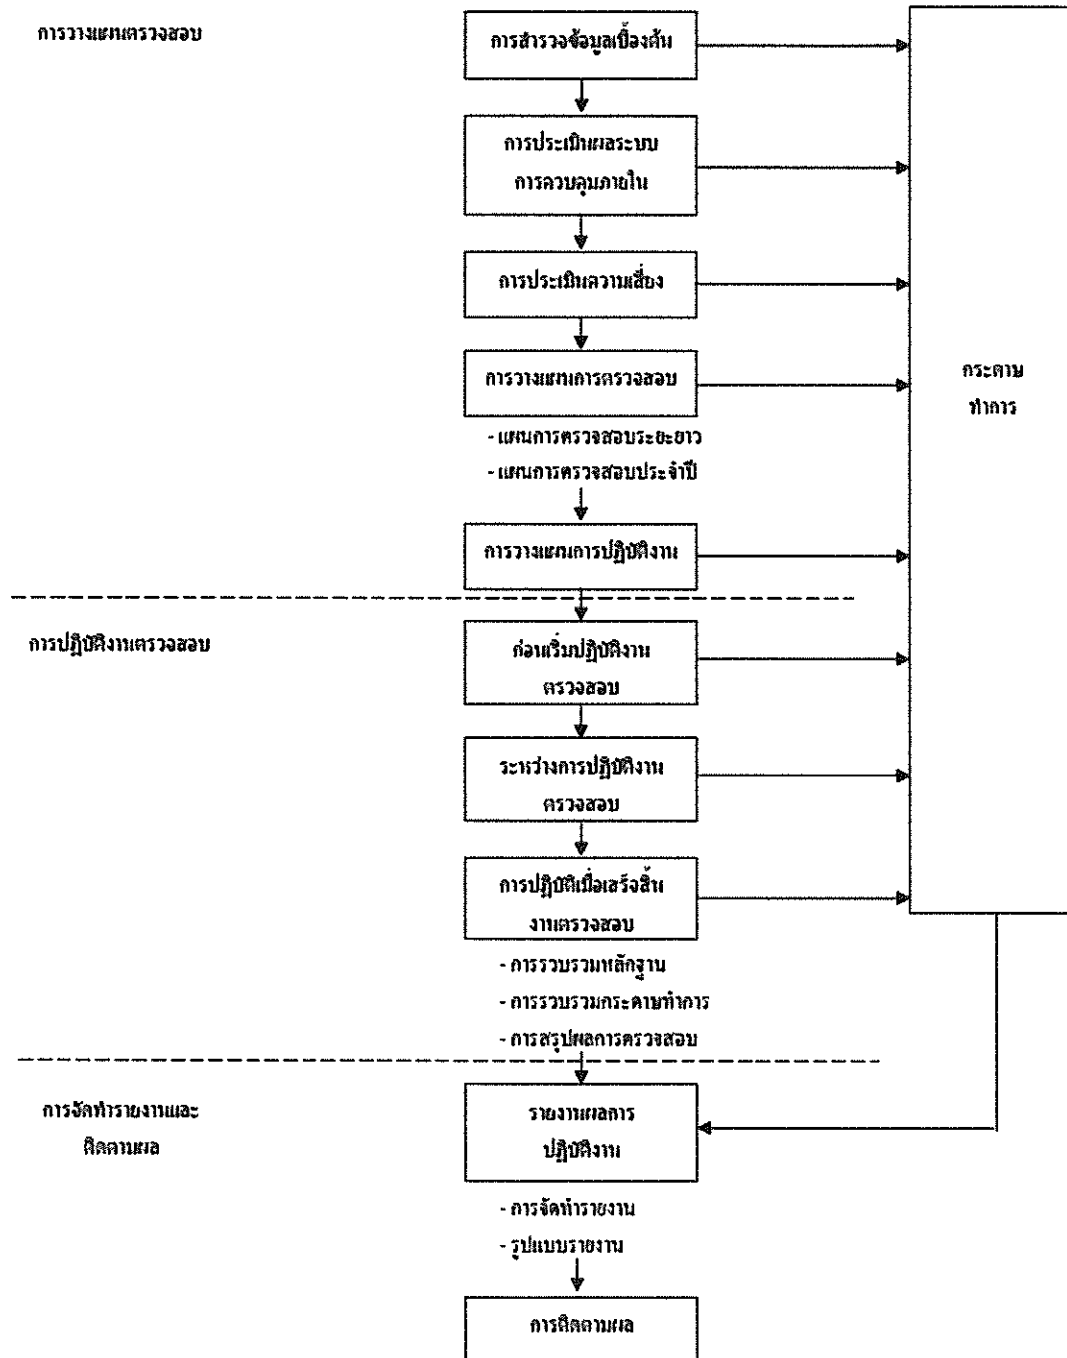 การวางแผนตรวจสอบ
การสำรวจข้อมูลเบื้องต้น
การประเมินผลระบบ
การควบคุมภายใน
การประเมินความเสี่ยง
การวางแผนการตรวจสอบ
- แผนการตรวจสอบระยะยาว
- แผนการตรวจสอบประจำปี
การวางแผนการปฏิบัติงาน
กระดาษ
ทำการ
การปฏิบัติงานตรวจสอบ
ก่อนเริ่มปฏิบัติงาน
ตรวจสอบ
ระหว่างการปฏิบัติงาน
ตรวจสอบ
การปฏิบัติเมื่อเสร็จสิ้น
งานตรวจสอบ
- การรวบรวมหลักฐาน
- การรวบรวมกระดาษทำการ
- การสรุปผลการตรวจสอบ
การจัดทำรายงานและ
ติดตามผล
รายงานผลการ
ปฏิบัติงาน
- การจัดทำรายงาน
- รูปแบบรายงาน
การติดตามผล